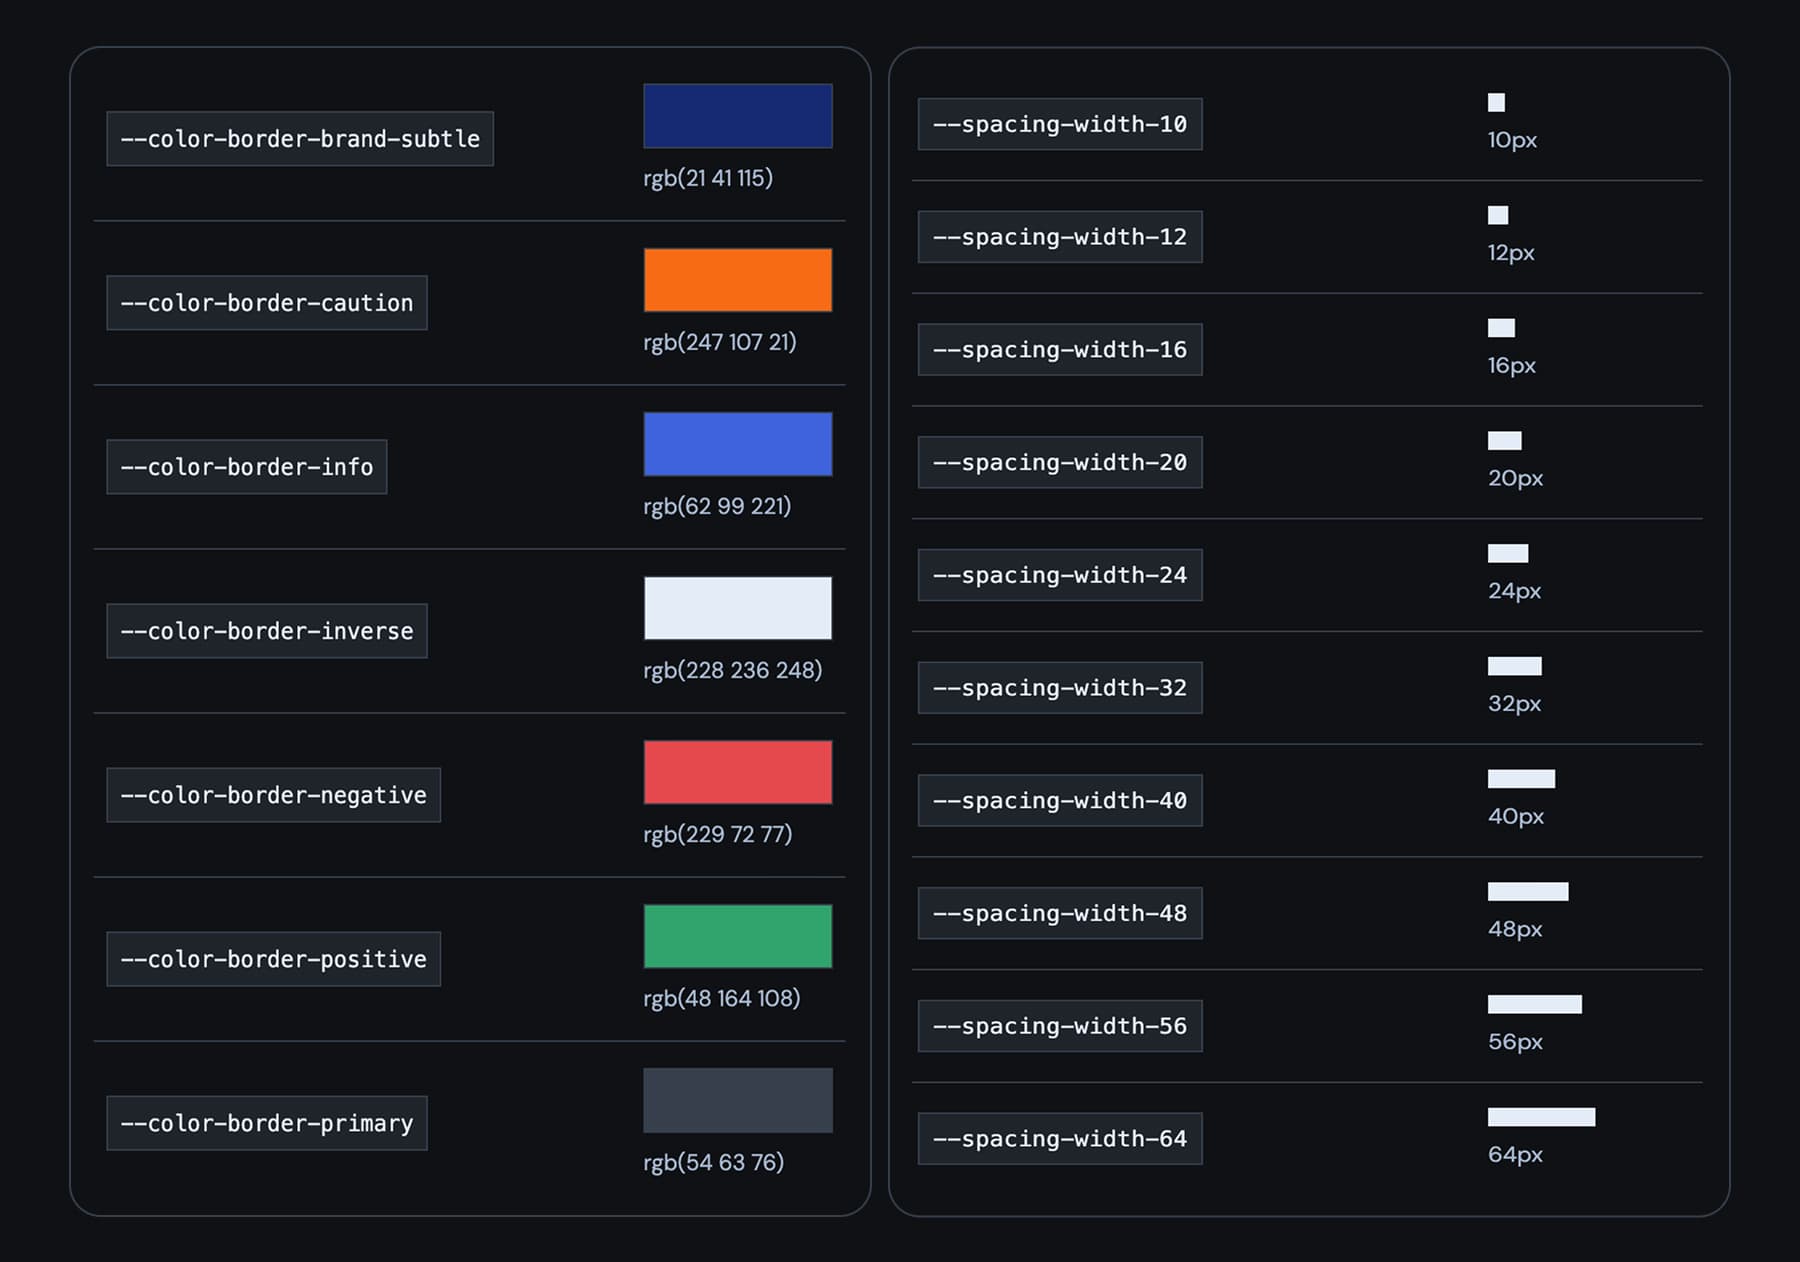 --color-border-brand-subtle
rgb(21 41 115)
--color-border-caution
rgb(247 107 21)
--color-border-info
rgb(62 99 221)
--color-border-inverse
rgb(228 236 248)
--color-border-negative
rgb(229 72 77)
--color-border-positive
rgb(48 164 108)
--color-border-primary
rgb(54 63 76)
--spacing-width-10
10px
--spacing-width-12
12px
--spacing-width-16
16px
--spacing-width-20
20px
--spacing-width-24
24px
--spacing-width-32
32px
--spacing-width-40
40px
--spacing-width-48
48px
--spacing-width-56
56px
--spacing-width-64
64px